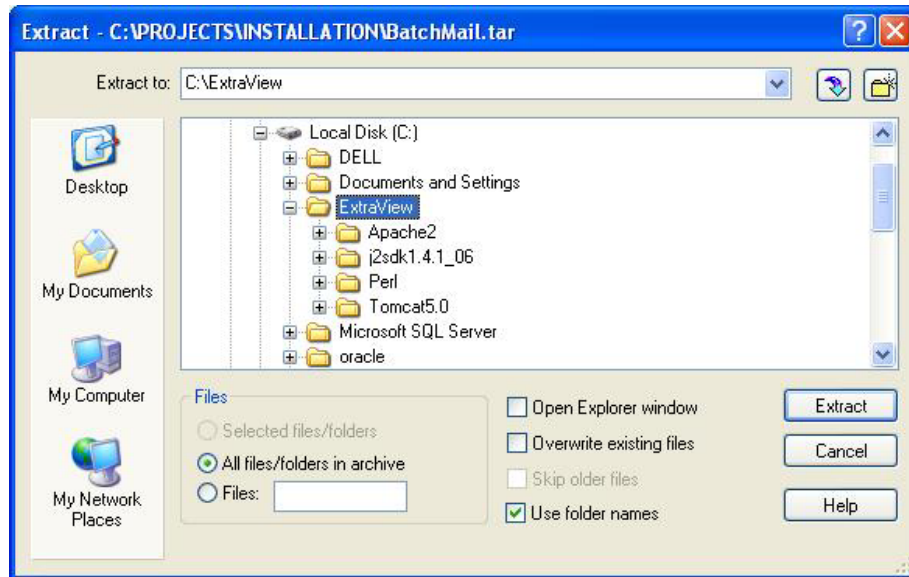 Extract - C:\PROJECTS\INSTALLATION\BatchMail.tar
Extract to: C:\ExtraView
Desktop
My Documents
My Computer
My Network
Places
Local Disk (C:)
DELL
Documents and Settings
ExtraView
Apache2
j2sdk1.4.1_06
Perl
Tomcat5.0
Microsoft SQL Server
oracle
Files
Selected files/folders
All files/folders in archive
Files:
Open Explorer window
Overwrite existing files
Skip older files
Use folder names
Extract
Cancel
Help